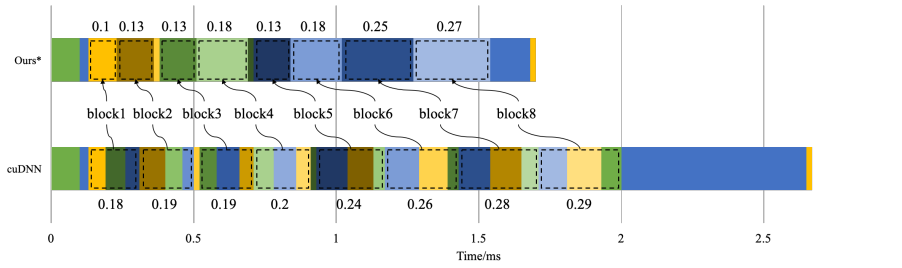 0.1 0.13 0.13 0.18 0.13 0.18 0.25 0.27
Ours*
block1 block2 block3 block4 block5 block6 block7 block8
cuDNN
0.18 0.19 0.19 0.2 0.24 0.26 0.28 0.29
0 0.5 1 1.5 2 2.5
Time/ms